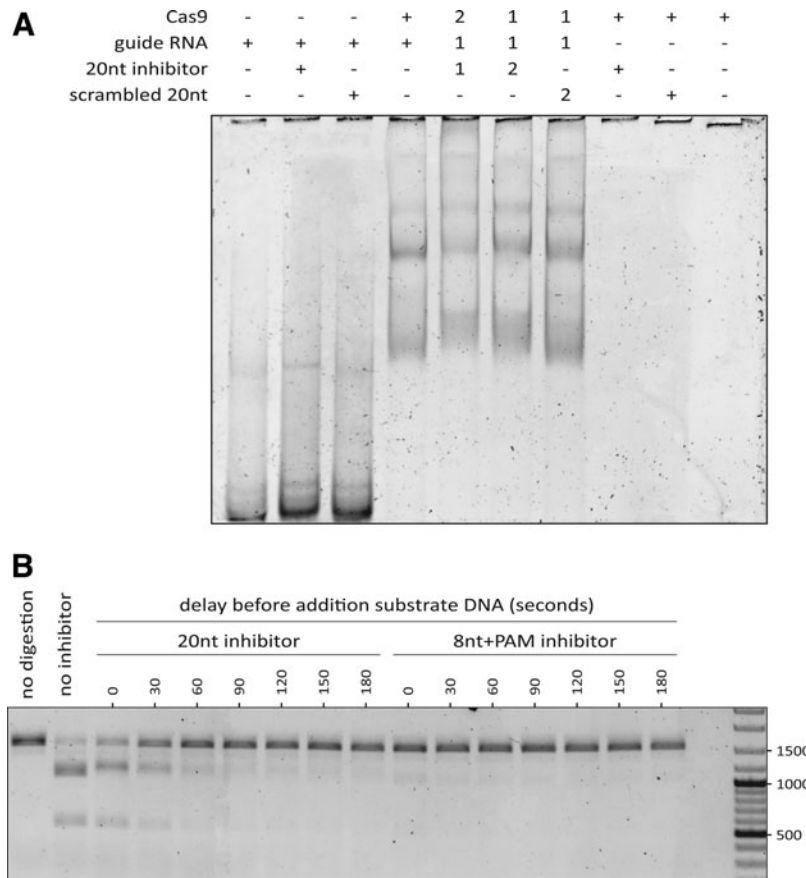 A
Cas9 - - - + 2 1 1 + + +
guide RNA + + + + 1 1 1 - - -
20nt inhibitor - + - - 1 2 - + - -
scrambled 20nt - - + - - - 2 - + -
B
no digestion
no inhibitor
delay before addition substrate DNA (seconds)
20nt inhibitor 8nt+PAM inhibitor
0 30 60 90 120 150 180 0 30 60 90 120 150 180
1500
1000
500